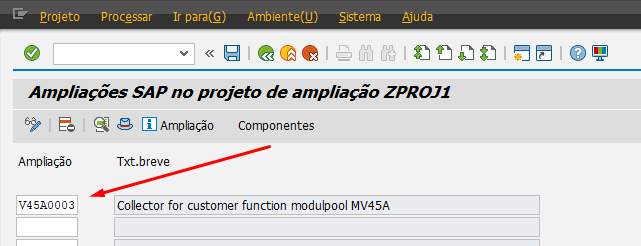 Projeto Processar Ir para(G) Ambiente(U) Sistema Ajuda
Ampliações SAP no projeto de ampliação ZPROJ1
Ampliação Componentes
Ampliação Txt.breve
V45A0003 Collector for customer function modulpool MV45A